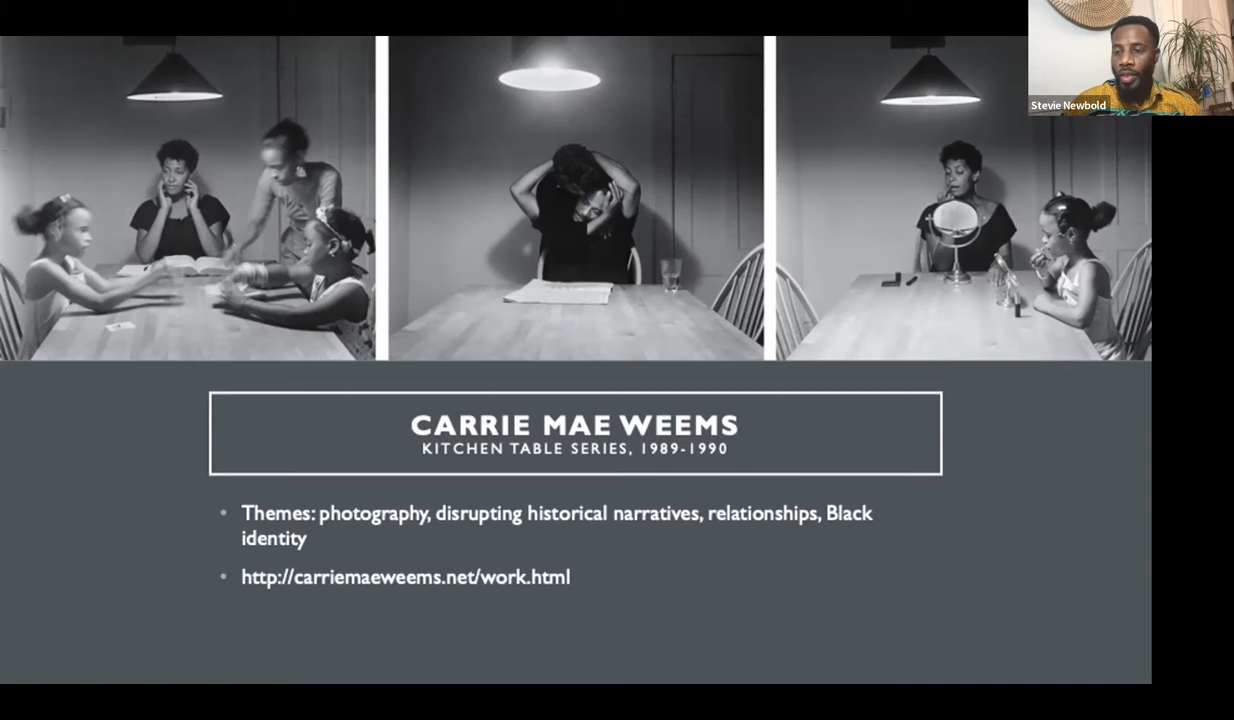 Stevie Newbold
CARRIE MAE WEEMS
KITCHEN TABLE SERIES, 1989-1990
• Themes: photography, disrupting historical narratives, relationships, Black
identity
• http://carriemaeweems.net/work.html